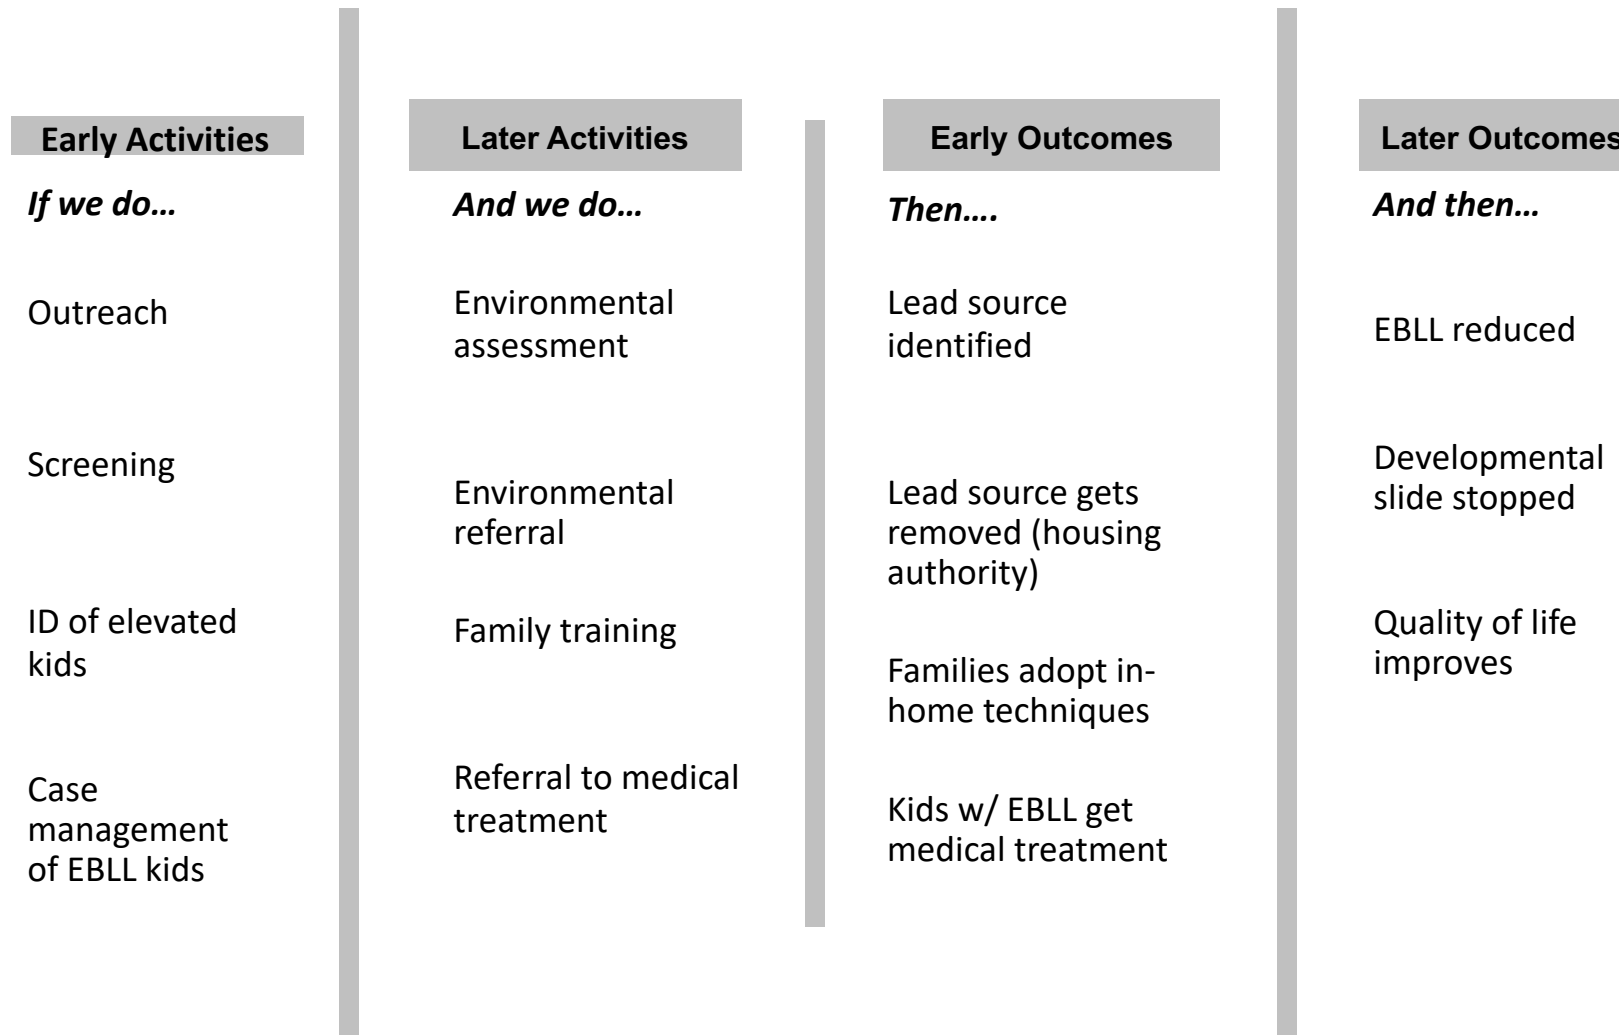 Early Activities
If we do…
Outreach
Screening
ID of elevated
kids
Case
management
of EBLL kids
Later Activities
And we do…
Environmental
assessment
Environmental
referral
Family training
Referral to medical
treatment
Early Outcomes
Then….
Lead source
identified
Lead source gets
removed (housing
authority)
Families adopt in-
home techniques
Kids w/ EBLL get
medical treatment
Later Outcomes
And then…
EBLL reduced
Developmental
slide stopped
Quality of life
improves